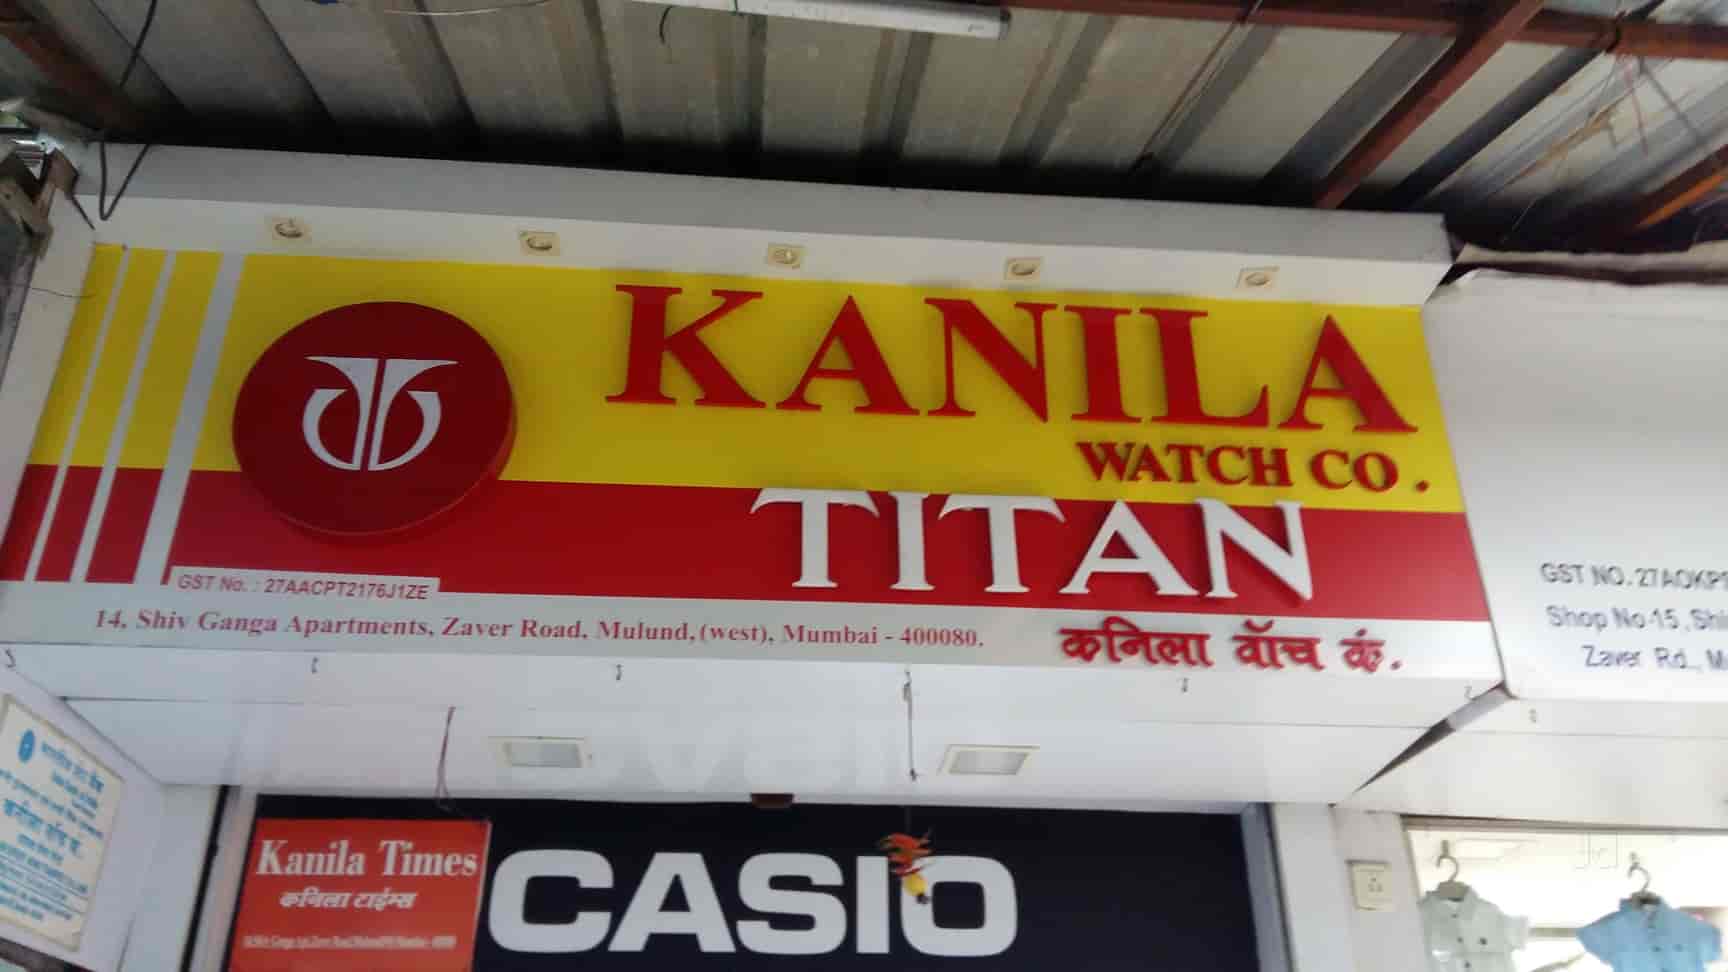 KANILA
WATCH CO.
TITAN
GST No. : 27AACPT2176J1ZE
14, Shiv Ganga Apartments, Zaver Road, Mulund, (west), Mumbai - 400080.
कनिला वॉच कं.
GST NO. 27AOKP
Shop No-15, Shi
Zaver Rd., M
Kanila Times
कनिला टाईम्स
CASIO